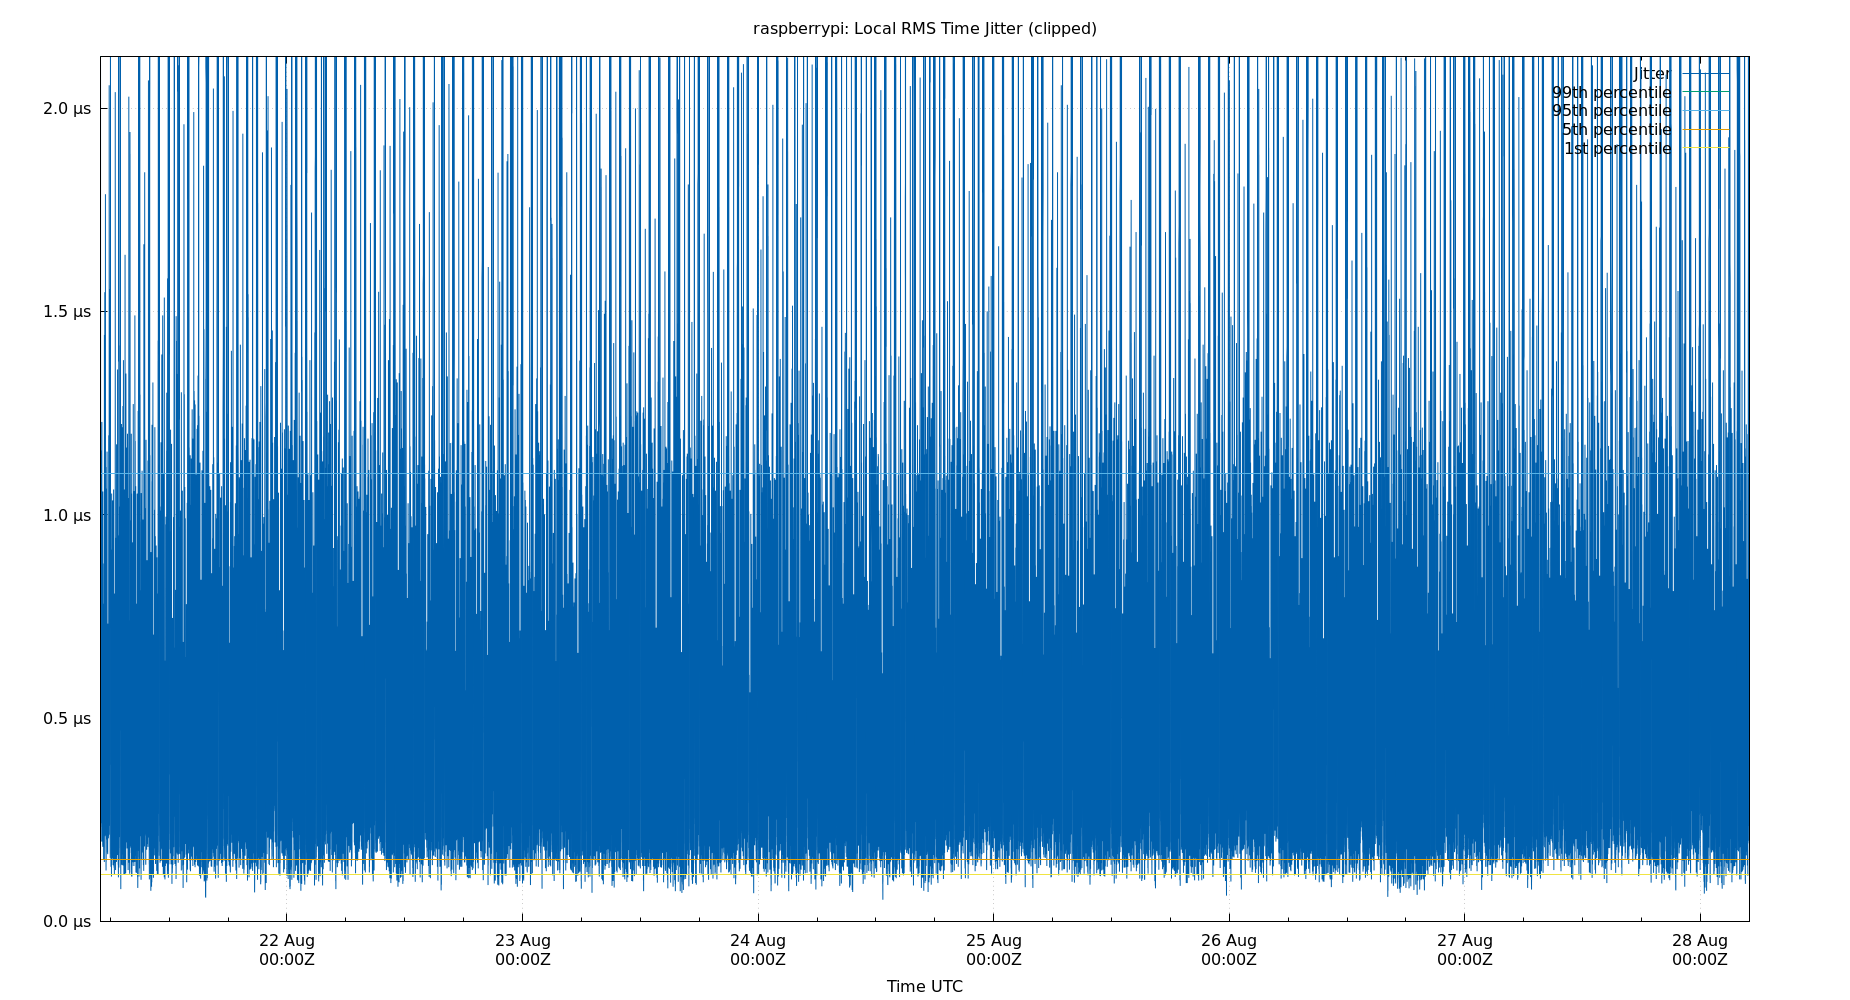 raspberrypi: Local RMS Time Jitter (clipped)
Jitter
99th percentile
95th percentile
5th percentile
1st percentile
2.0 µs
1.5 µs
1.0 µs
0.5 µs
0.0 µs
22 Aug 23 Aug 24 Aug 25 Aug 26 Aug 27 Aug 28 Aug
00:00Z 00:00Z 00:00Z 00:00Z 00:00Z 00:00Z 00:00Z
Time UTC